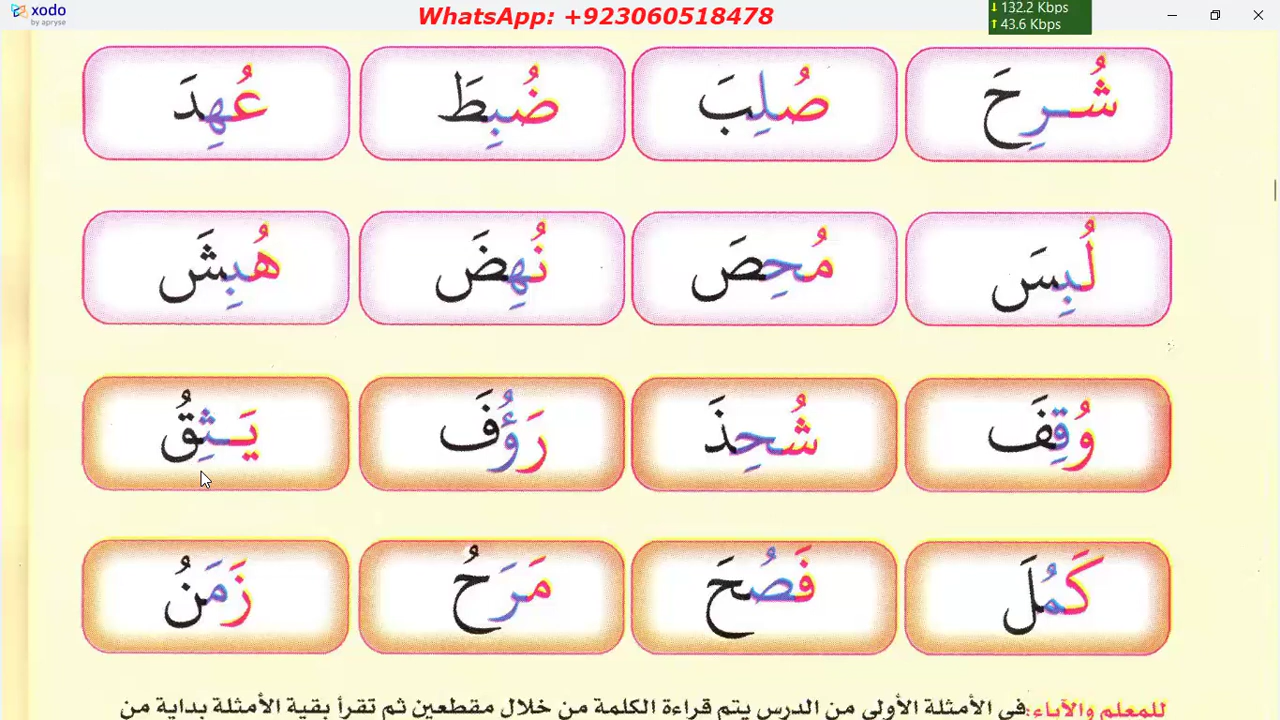 xodo
by apryse
WhatsApp: +923060518478
↓ 132.2 Kbps
↑ 43.6 Kbps
شُرِحَ صُلِبَ ضُبِطَ عُهِدَ
لُبِسَ مُحِصَ نُهِضَ هُبِشَ
وُقِفَ شُحِذَ رَؤُفَ يَثِقُ
كَمُلَ فَصُحَ مَرَحُ زَمَنُ
للمعلم والآباء: في الأمثلة الأولى من الدرس يتم قراءة الكلمة من خلال مقطعين ثم تقرأ بقية الأمثلة بداية من